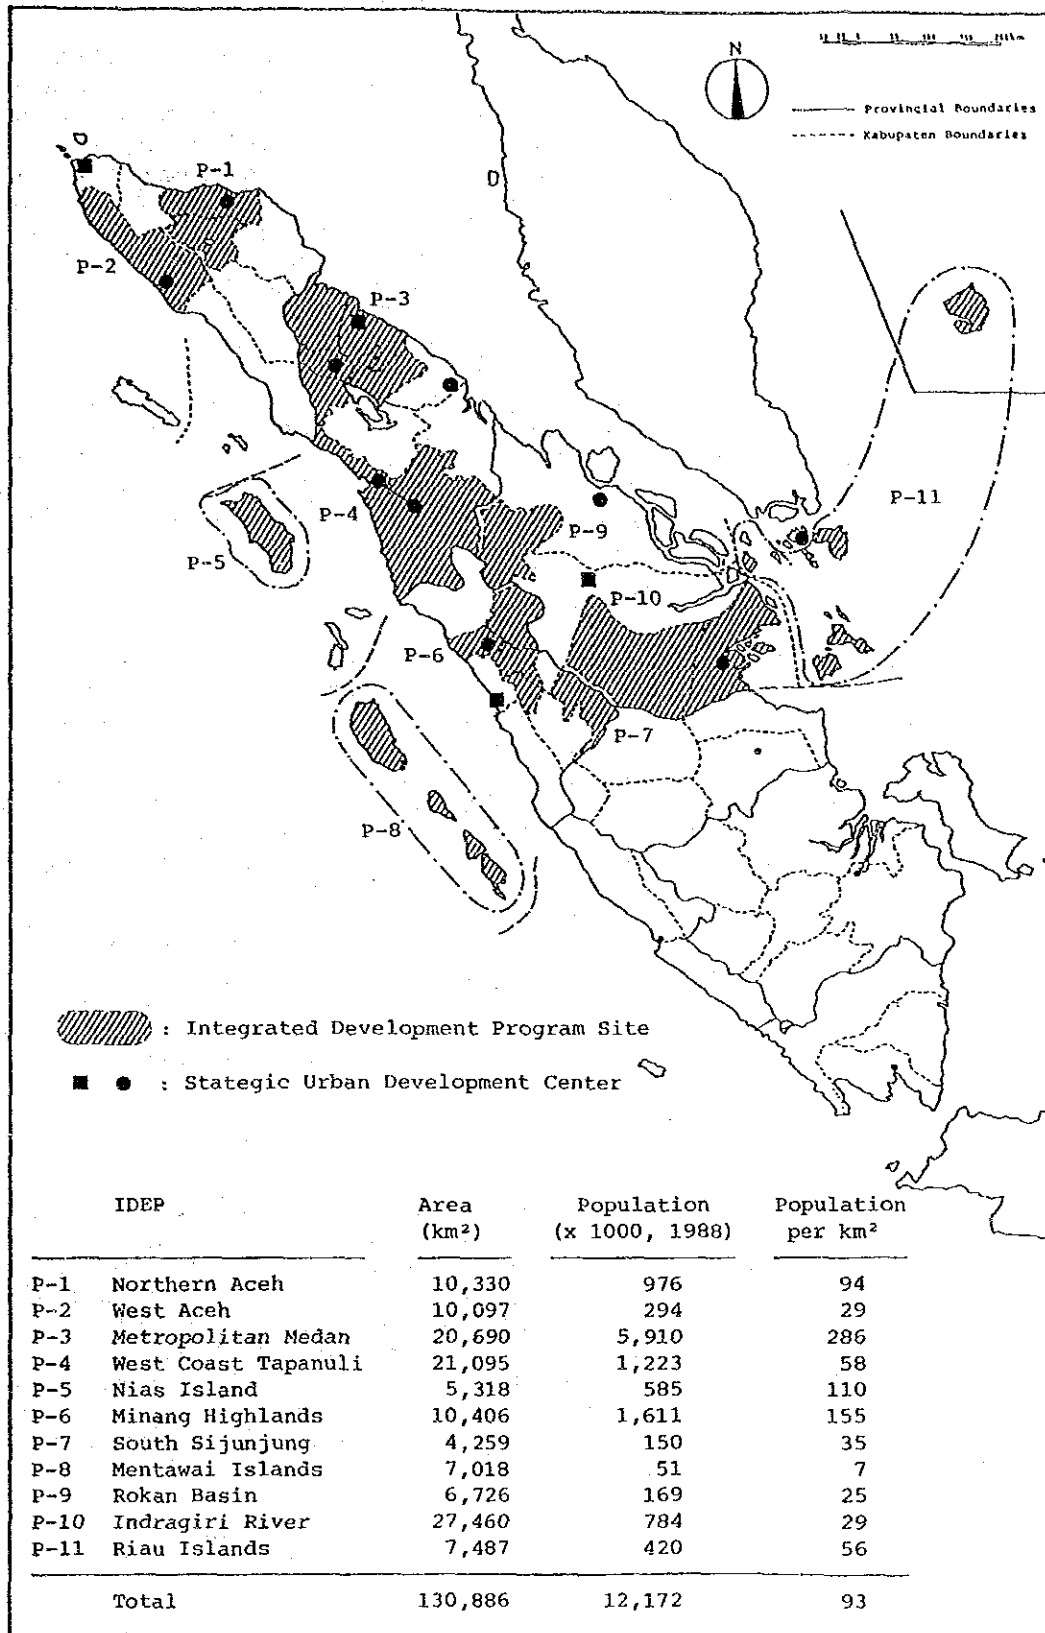 N
Provincial Boundaries
Kabupaten Boundaries
P-1
P-2
P-3
P-11
P-4
P-9
P-5
P-10
P-6
P-7
P-8
: Integrated Development Program Site
: Stategic Urban Development Center
IDEP Area Population Population
(km²) (x 1000, 1988) per km²
P-1 Northern Aceh 10,330 976 94
P-2 West Aceh 10,097 294 29
P-3 Metropolitan Medan 20,690 5,910 286
P-4 West Coast Tapanuli 21,095 1,223 58
P-5 Nias Island 5,318 585 110
P-6 Minang Highlands 10,406 1,611 155
P-7 South Sijunjung 4,259 150 35
P-8 Mentawai Islands 7,018 51 7
P-9 Rokan Basin 6,726 169 25
P-10 Indragiri River 27,460 784 29
P-11 Riau Islands 7,487 420 56
Total 130,886 12,172 93